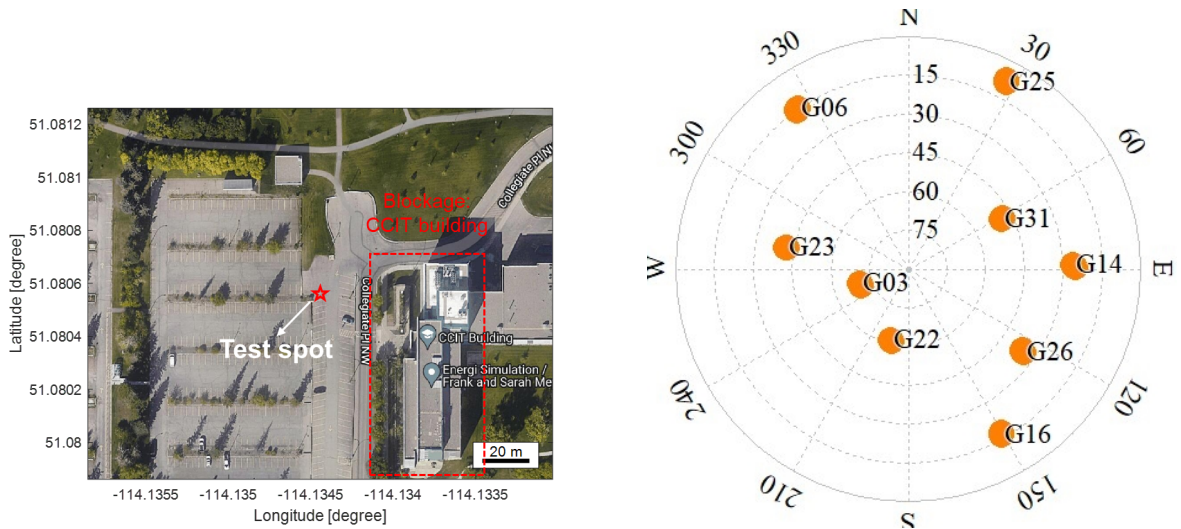 51.0812
51.081
51.0808
51.0806
51.0804
51.0802
51.08
Latitude [degree]
-114.1355
-114.135
-114.1345
-114.134
-114.1335
Longitude [degree]
Blockage:
CCIT building
Collegiate Pl N
Collegiate Pl NW
Test spot
CCIT Building
Energi Simulation /
Frank and Sarah Me
20 m
N
30
60
E
120
150
S
210
240
W
300
330
15
30
45
60
75
G25
G06
G31
G23
G14
G03
G22
G26
G16